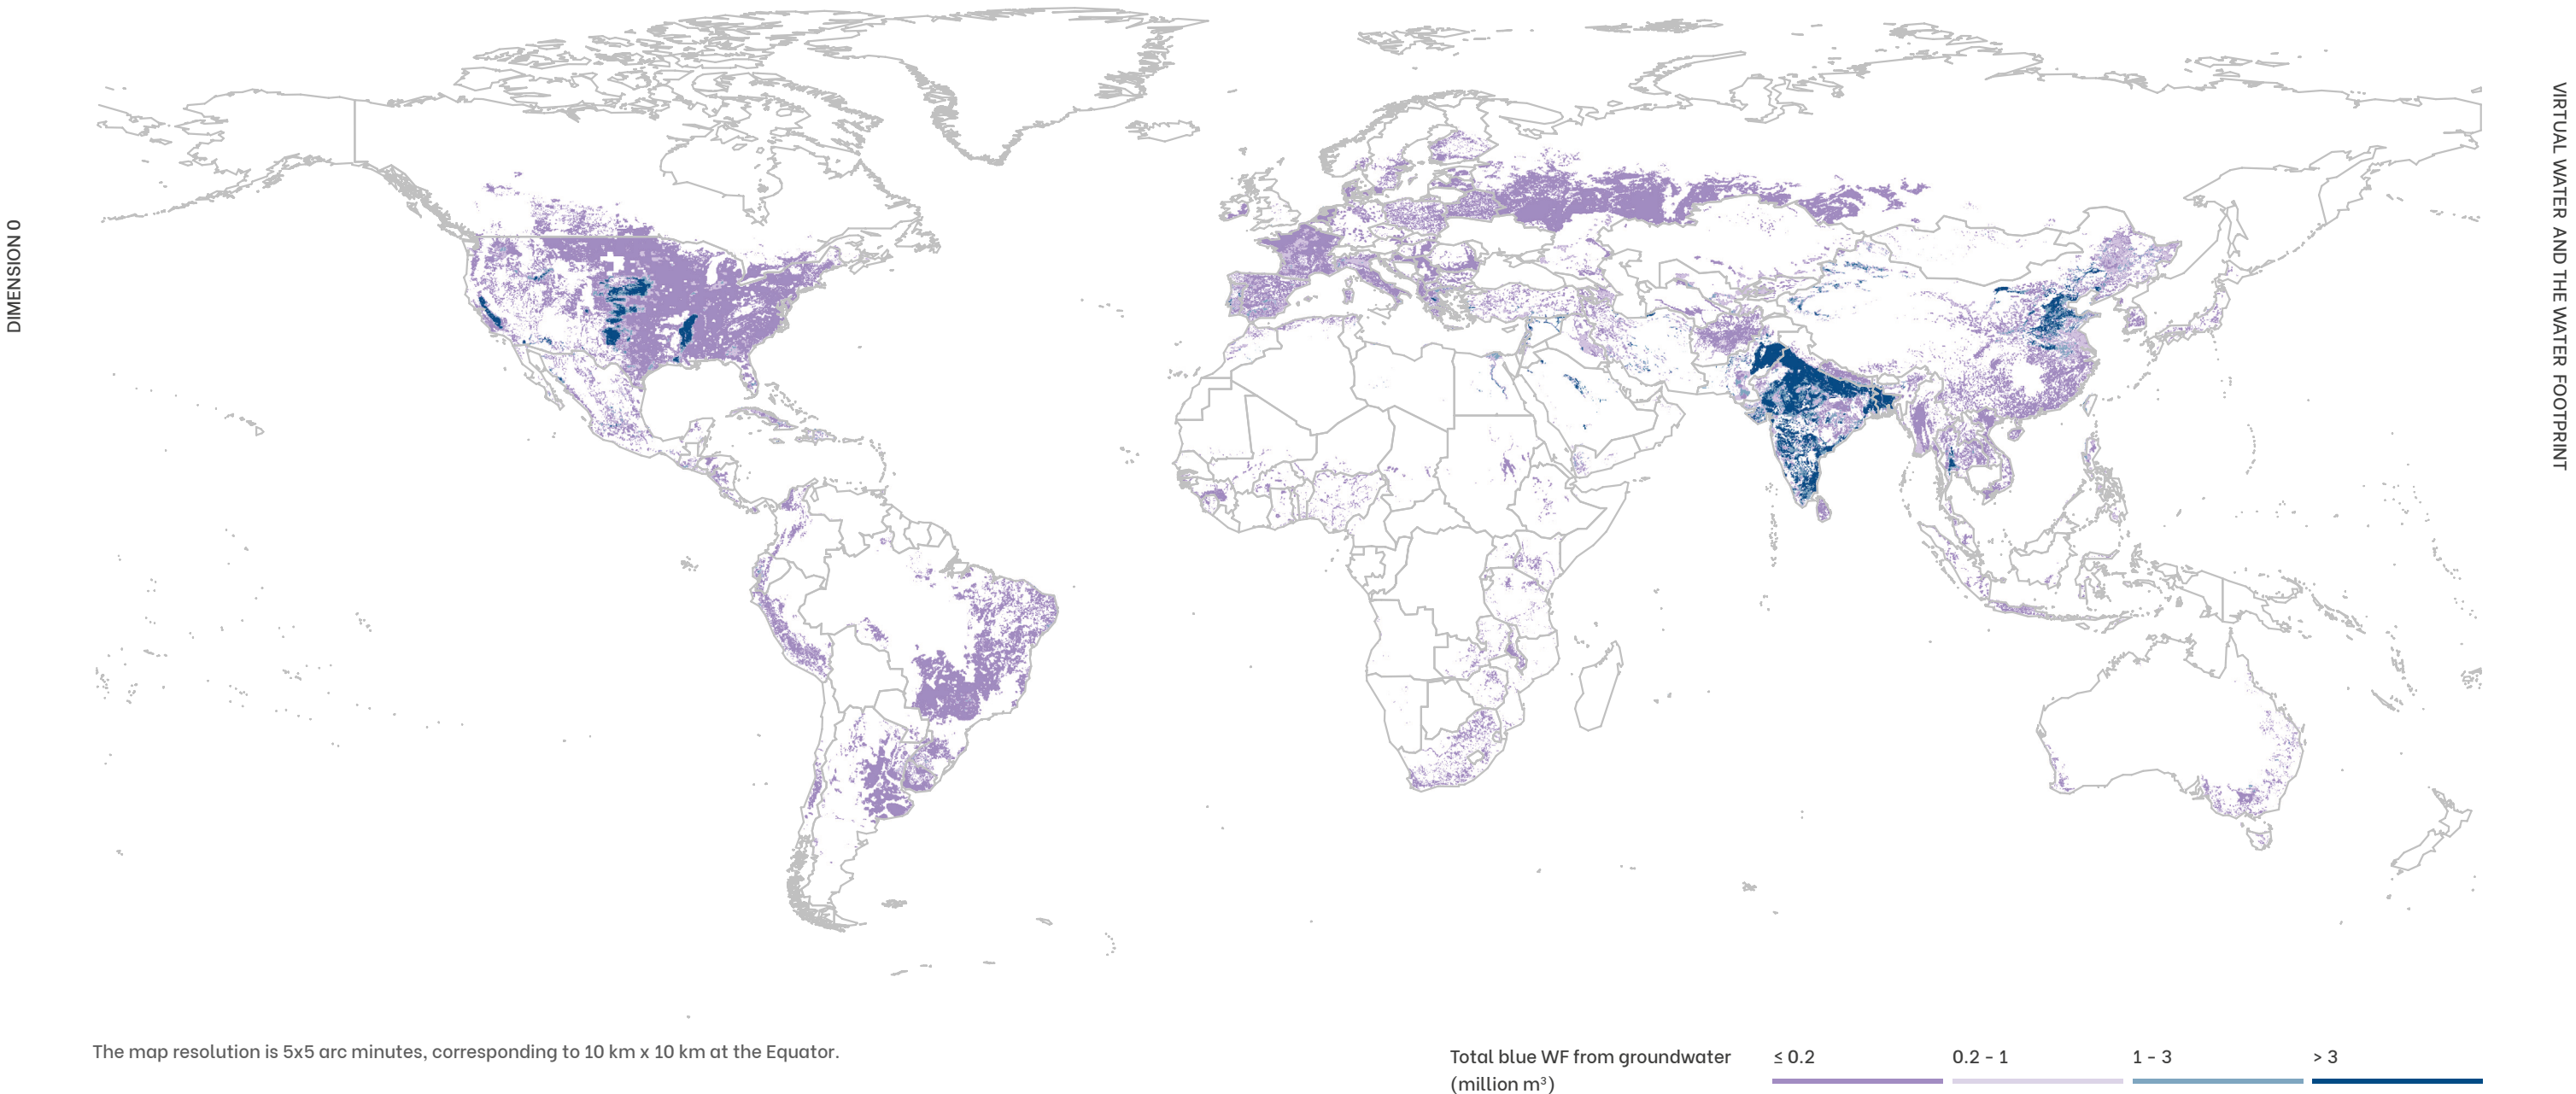 DIMENSION 0
VIRTUAL WATER AND THE WATER FOOTPRINT
The map resolution is 5x5 arc minutes, corresponding to 10 km x 10 km at the Equator.
Total blue WF from groundwater
(million m³)
≤ 0.2
0.2 - 1
1 - 3
> 3